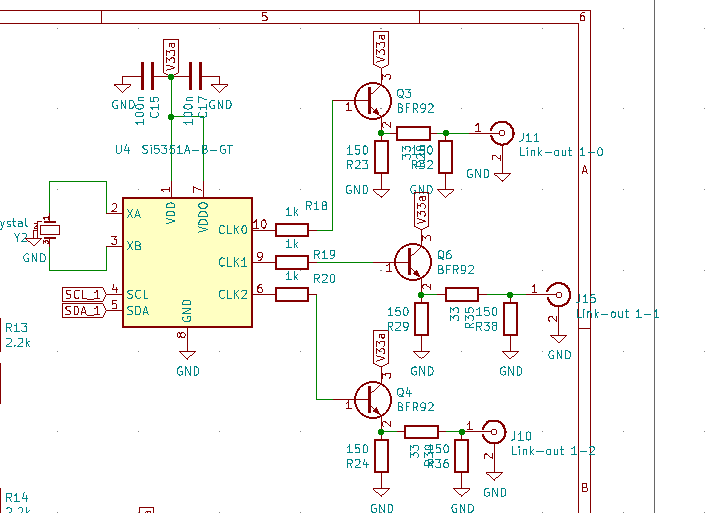 5
6
V33a
V33a
3
GND
100n
C15
100n
C17
GND
Q3
BFR92
1
2
U4 Si5351A-B-GT
150
R23
33
150
1
J11
Link-out 1-0
2
GND
GND
GND
A
1
7
VDD
VDDO
V33a
3
R18
1k
2
XA
10
CLK0
ystal
Y2
1
3
GND
3
XB
9
CLK1
1k
R19
1
Q6
BFR92
2
1k
R20
4
SCL
SCL_1
5
SDA
SDA_1
6
CLK2
GND
8
GND
150
R29
33
R35
150
R38
1
J15
Link-out 1-1
2
GND
GND
GND
R13
2.2k
V33a
3
Q4
BFR92
1
2
150
R24
33
150
R36
1
J10
Link-out 1-2
2
GND
GND
GND
B
R14
2.2k